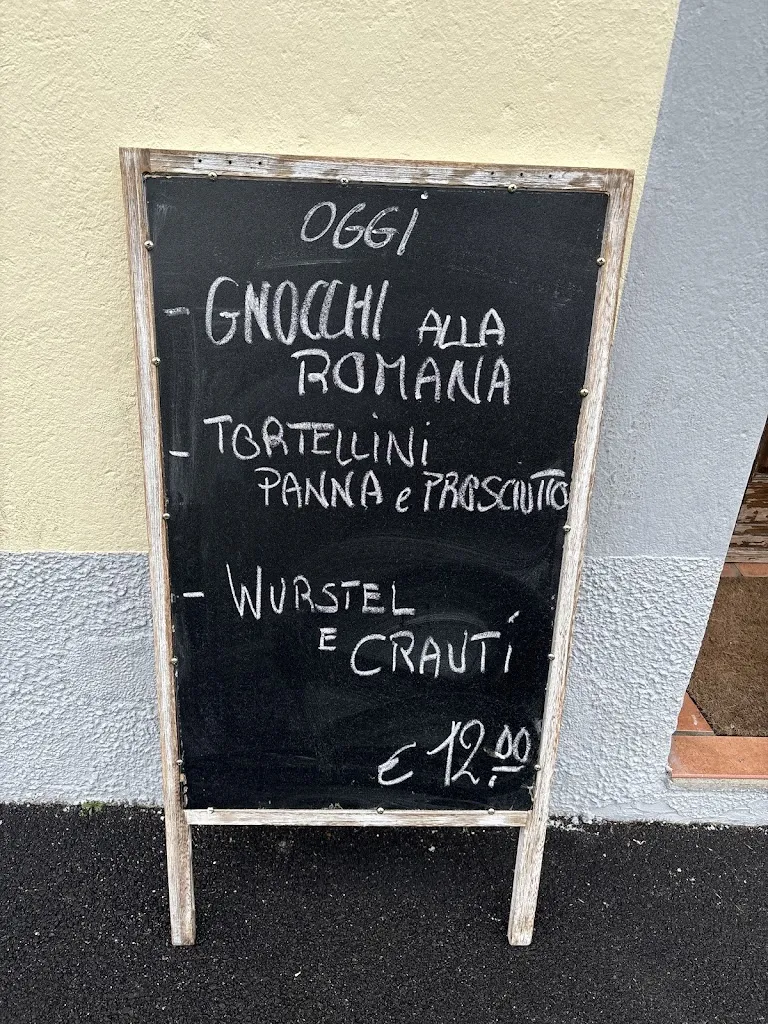 OGGI
- GNOCCHI ALLA
ROMANA
- TORTELLINI
PANNA e PROSCIUTTO
- WURSTEL
E CRAUTI
€ 12.00